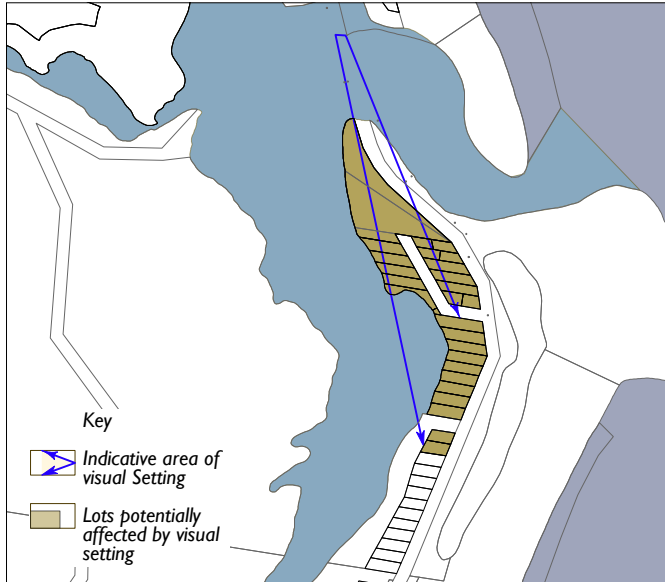 Key
Indicative area of
visual Setting
Lots potentially
affected by visual
setting